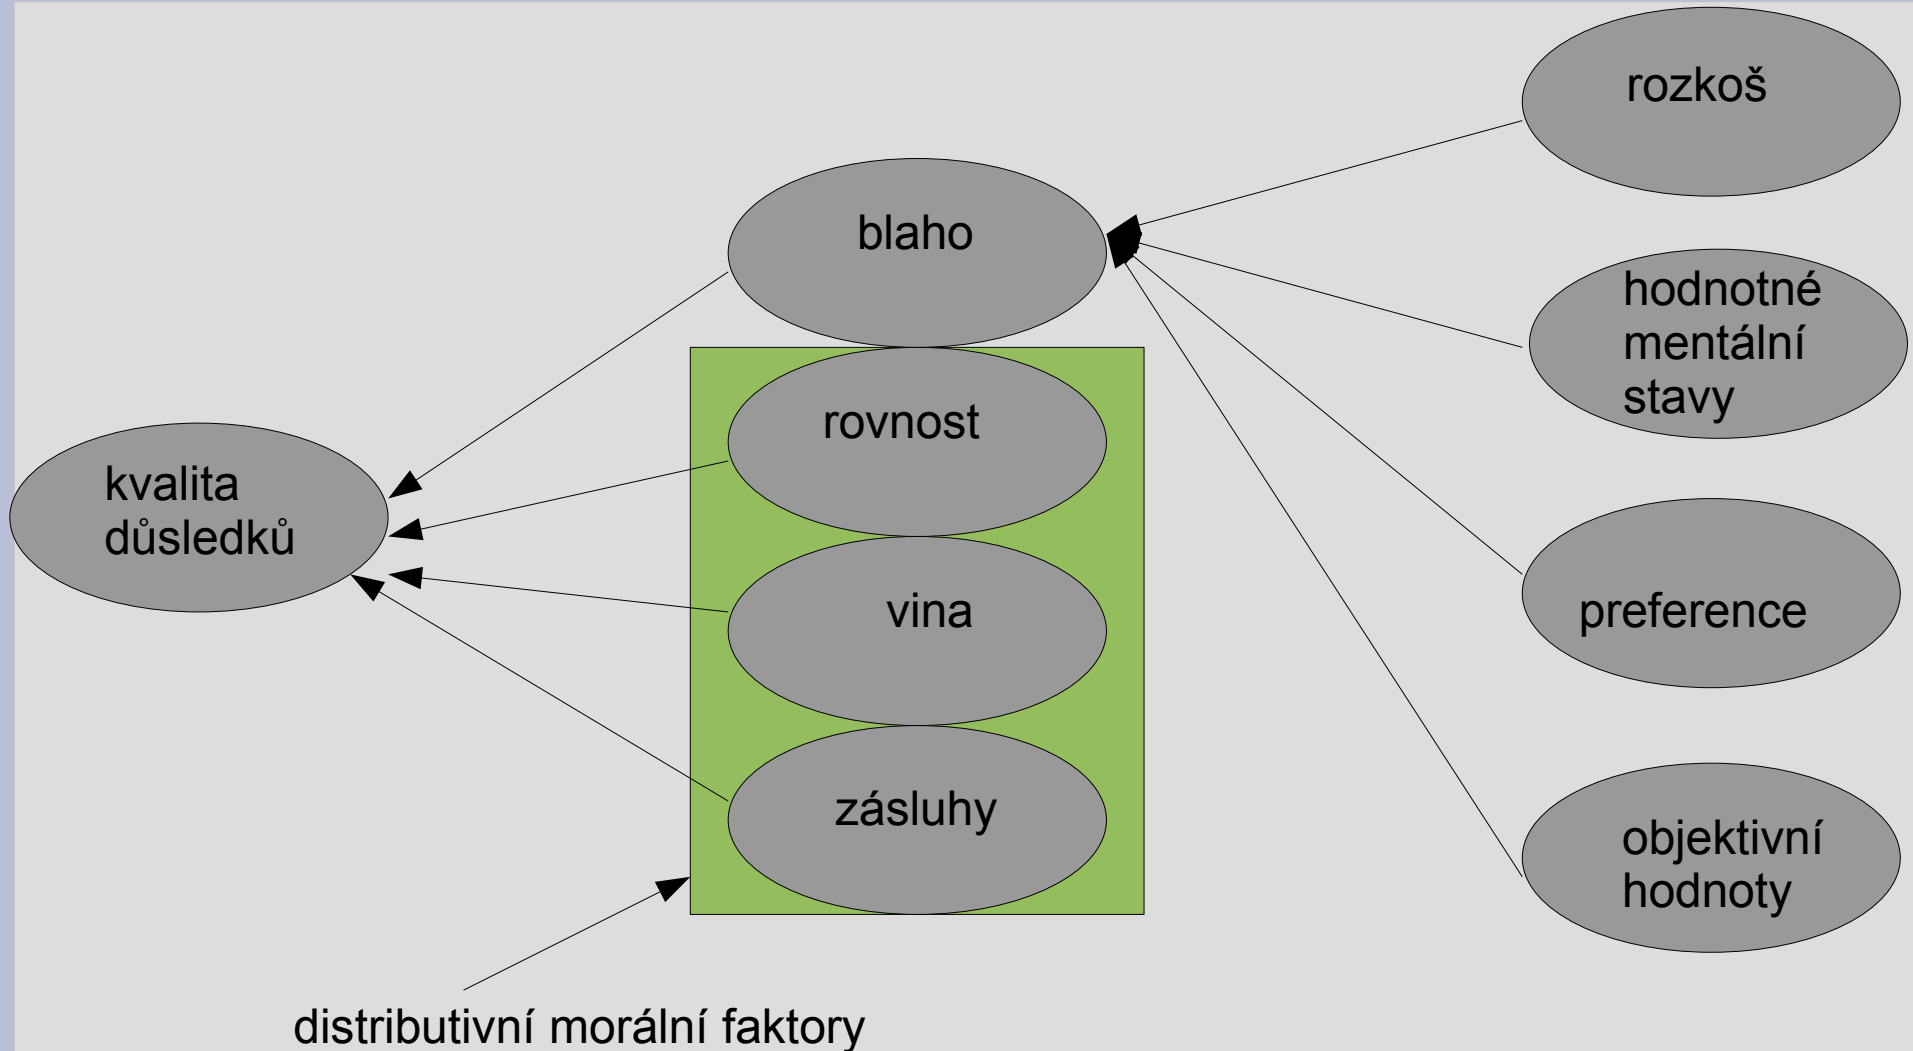 rozkoš
blaho
hodnotné
mentální
stavy
rovnost
kvalita
důsledků
vina
preference
zásluhy
objektivní
hodnoty
distributivní morální faktory